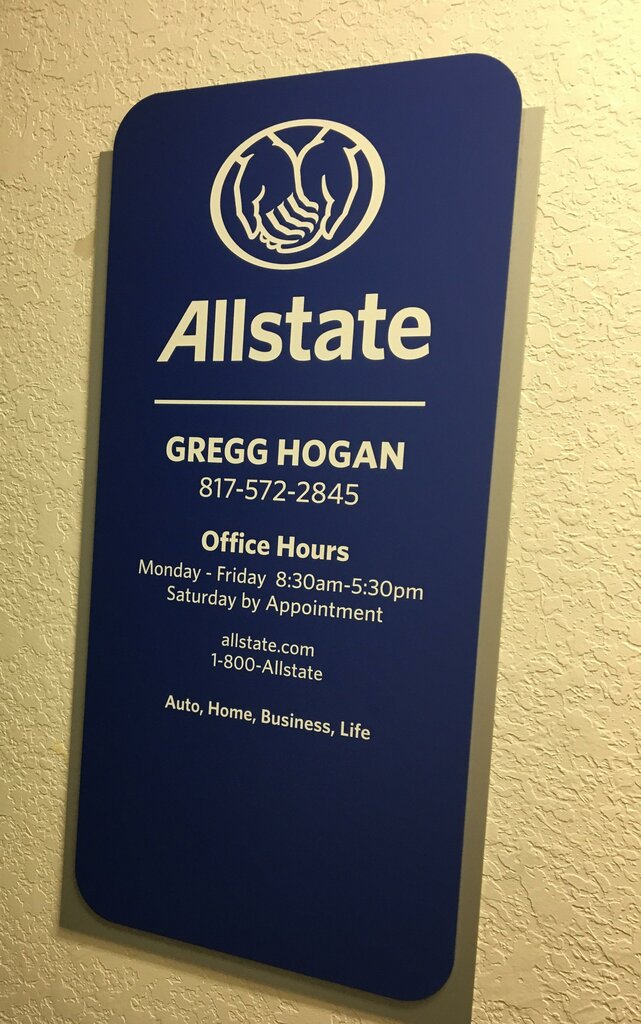 Allstate
GREGG HOGAN
817-572-2845
Office Hours
Monday - Friday 8:30am-5:30pm
Saturday by Appointment
allstate.com
1-800-Allstate
Auto, Home, Business, Life